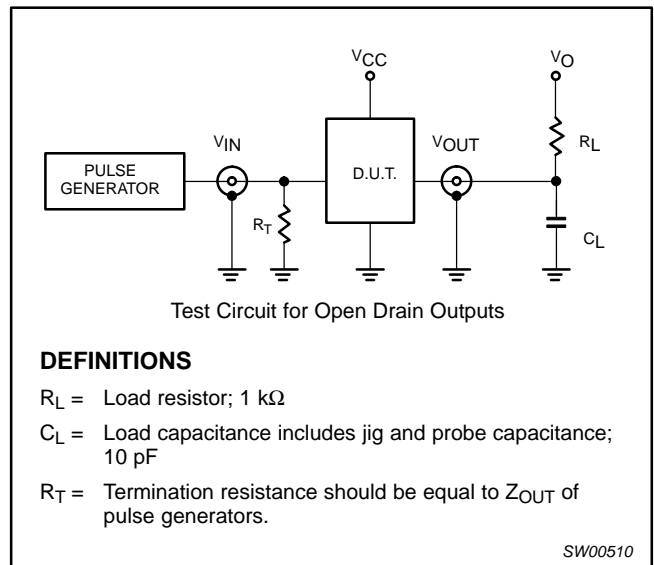 VCC
VO
VIN
VOUT
RL
PULSE
GENERATOR
D.U.T.
RT
CL
Test Circuit for Open Drain Outputs
DEFINITIONS
RL = Load resistor; 1 kΩ
CL = Load capacitance includes jig and probe capacitance;
10 pF
RT = Termination resistance should be equal to ZOUT of
pulse generators.
SW00510